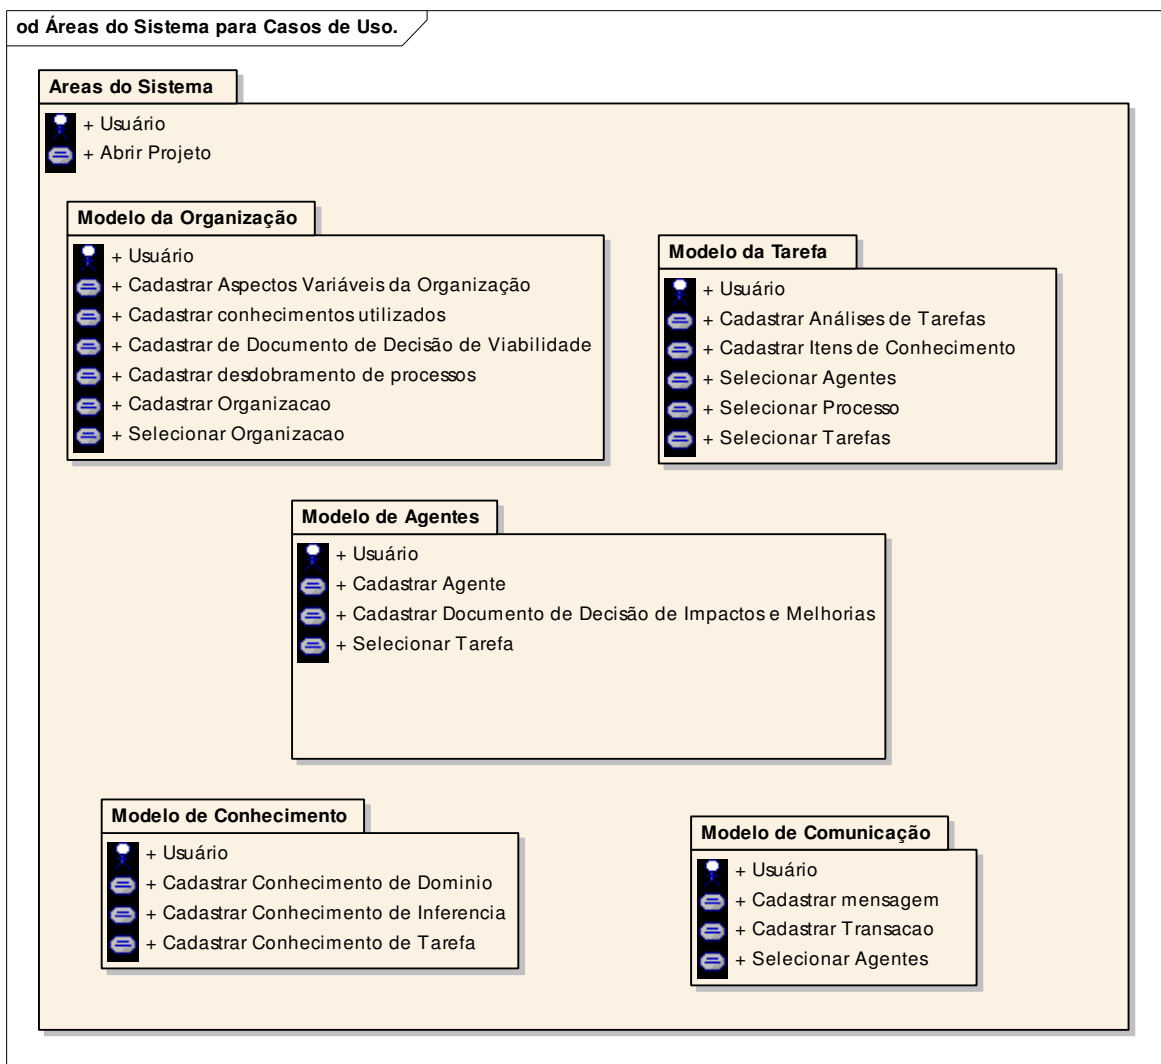 od Áreas do Sistema para Casos de Uso.
Areas do Sistema
+ Usuário
+ Abrir Projeto
Modelo da Organização
+ Usuário
+ Cadastrar Aspectos Variáveis da Organização
+ Cadastrar conhecimentos utilizados
+ Cadastrar de Documento de Decisão de Viabilidade
+ Cadastrar desdobramento de processos
+ Cadastrar Organizacao
+ Selecionar Organizacao
Modelo da Tarefa
+ Usuário
+ Cadastrar Análises de Tarefas
+ Cadastrar Itens de Conhecimento
+ Selecionar Agentes
+ Selecionar Processo
+ Selecionar Tarefas
Modelo de Agentes
+ Usuário
+ Cadastrar Agente
+ Cadastrar Documento de Decisão de Impactos e Melhorias
+ Selecionar Tarefa
Modelo de Conhecimento
+ Usuário
+ Cadastrar Conhecimento de Dominio
+ Cadastrar Conhecimento de Inferencia
+ Cadastrar Conhecimento de Tarefa
Modelo de Comunicação
+ Usuário
+ Cadastrar mensagem
+ Cadastrar Transacao
+ Selecionar Agentes